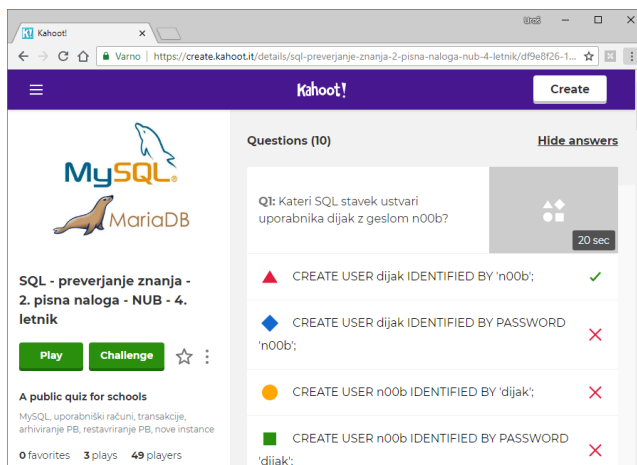 Uroš
Kahoot!
Varno | https://create.kahoot.it/details/sql-preverjanje-znanja-2-pisna-naloga-nub-4-letnik/df9e8f26-1...
Kahoot!
Create
MySQL®
MariaDB
SQL - preverjanje znanja -
2. pisna naloga - NUB - 4.
letnik
Play
Challenge
A public quiz for schools
MySQL, uporabniški računi, transakcije,
arhiviranje PB, restavriranje PB, nove instance
0 favorites 3 plays 49 players
Questions (10)
Hide answers
Q1: Kateri SQL stavek ustvari
uporabnika dijak z geslom n00b?
20 sec
CREATE USER dijak IDENTIFIED BY 'n00b';
CREATE USER dijak IDENTIFIED BY PASSWORD
'n00b';
CREATE USER n00b IDENTIFIED BY 'dijak';
CREATE USER n00b IDENTIFIED BY PASSWORD
'dijak';